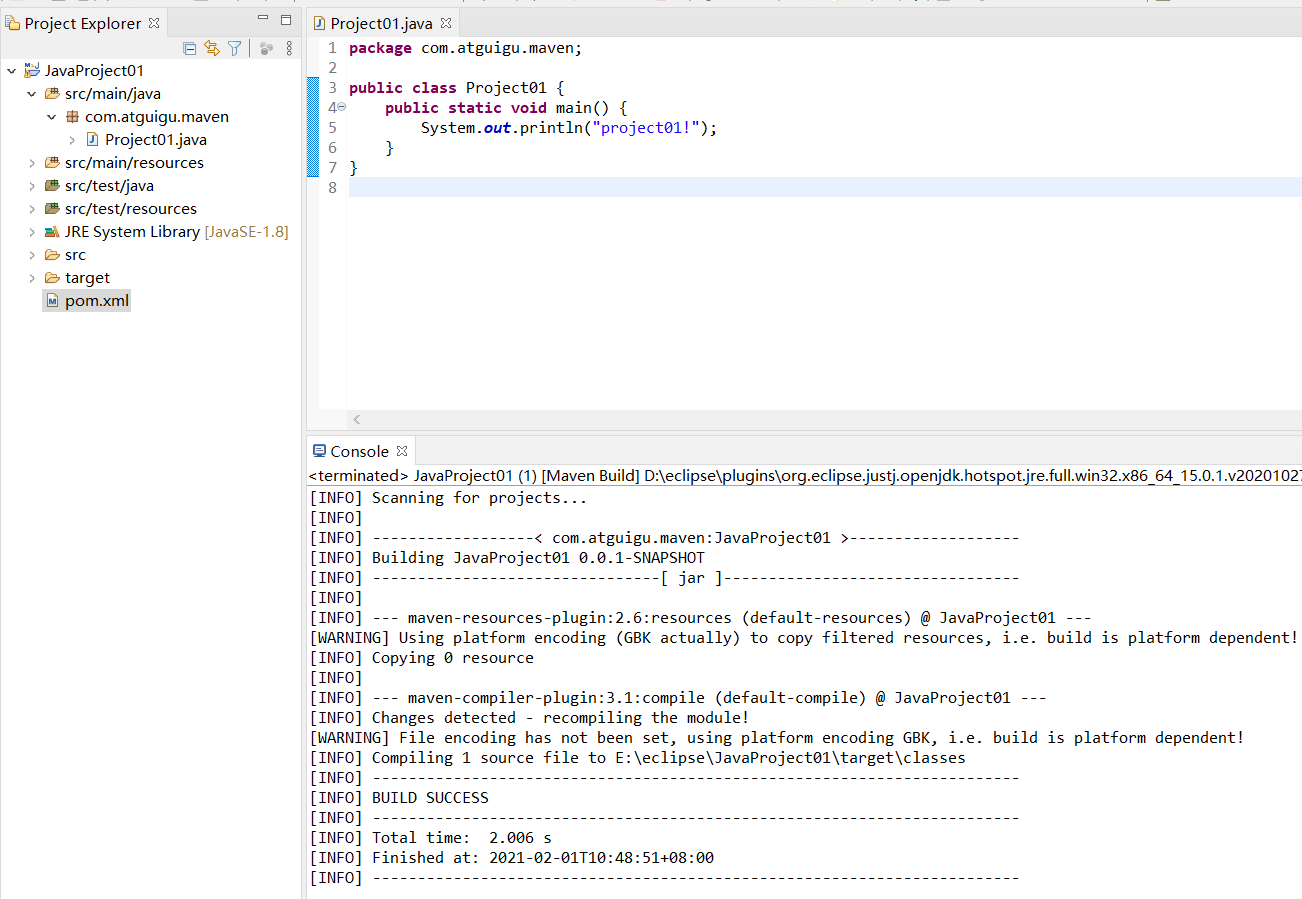 Project Explorer
JavaProject01
src/main/java
com.atguigu.maven
Project01.java
src/main/resources
src/test/java
src/test/resources
JRE System Library [JavaSE-1.8]
src
target
pom.xml
Project01.java
1 package com.atguigu.maven;
2
3 public class Project01 {
4 public static void main() {
5 System.out.println("project01!");
6 }
7 }
8
Console
<terminated> JavaProject01 (1) [Maven Build] D:\eclipse\plugins\org.eclipse.justj.openjdk.hotspot.jre.full.win32.x86_64_15.0.1.v20201027
[INFO] Scanning for projects...
[INFO]
[INFO] ------------------< com.atguigu.maven:JavaProject01 >-------------------
[INFO] Building JavaProject01 0.0.1-SNAPSHOT
[INFO] --------------------------------[ jar ]---------------------------------
[INFO]
[INFO] --- maven-resources-plugin:2.6:resources (default-resources) @ JavaProject01 ---
[WARNING] Using platform encoding (GBK actually) to copy filtered resources, i.e. build is platform dependent!
[INFO] Copying 0 resource
[INFO]
[INFO] --- maven-compiler-plugin:3.1:compile (default-compile) @ JavaProject01 ---
[INFO] Changes detected - recompiling the module!
[WARNING] File encoding has not been set, using platform encoding GBK, i.e. build is platform dependent!
[INFO] Compiling 1 source file to E:\eclipse\JavaProject01\target\classes
[INFO] ------------------------------------------------------------------------
[INFO] BUILD SUCCESS
[INFO] ------------------------------------------------------------------------
[INFO] Total time:  2.006 s
[INFO] Finished at: 2021-02-01T10:48:51+08:00
[INFO] ------------------------------------------------------------------------